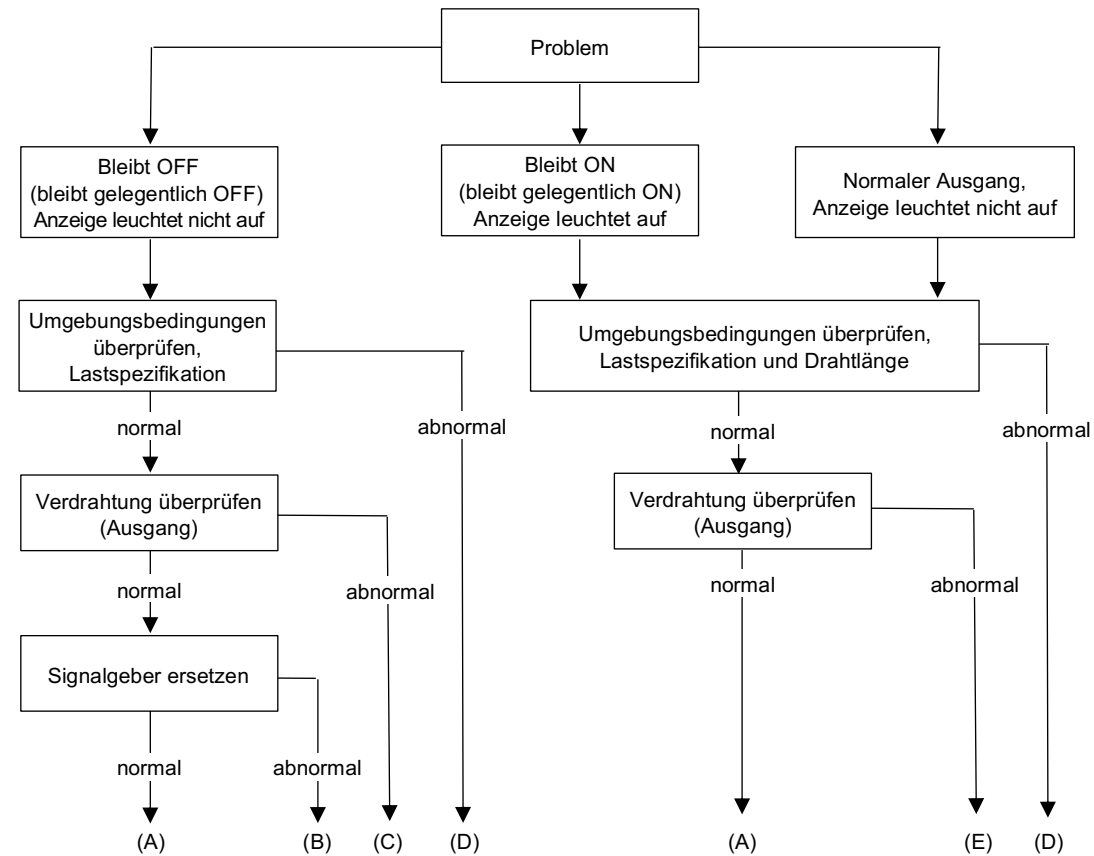 Problem
Bleibt OFF
(bleibt gelegentlich OFF)
Anzeige leuchtet nicht auf
Bleibt ON
(bleibt gelegentlich ON)
Anzeige leuchtet auf
Normaler Ausgang,
Anzeige leuchtet nicht auf
Umgebungsbedingungen
überprüfen,
Lastspezifikation
Umgebungsbedingungen überprüfen,
Lastspezifikation und Drahtlänge
normal
abnormal
normal
abnormal
Verdrahtung überprüfen
(Ausgang)
Verdrahtung überprüfen
(Ausgang)
normal
abnormal
normal
abnormal
Signalgeber ersetzen
normal
abnormal
(A)
(B)
(C)
(D)
(A)
(E)
(D)